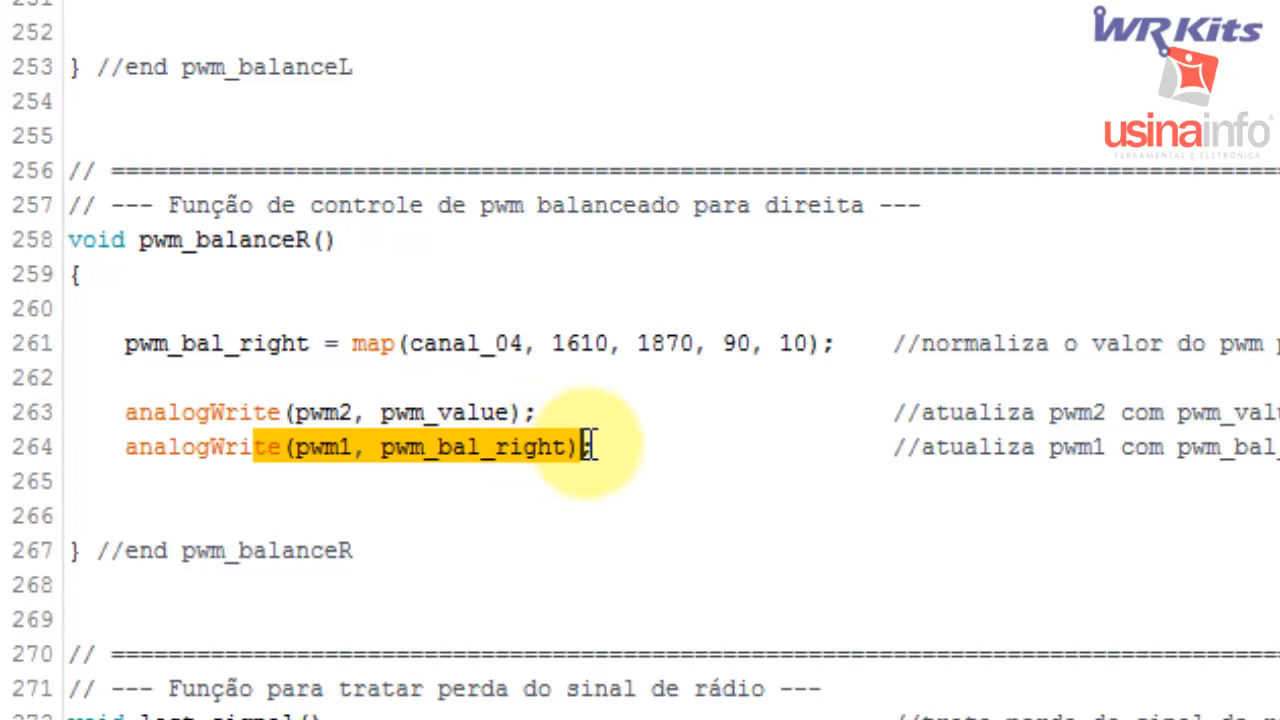 WRKits
usinainfo
FERRAMENTAS E ELETRÔNICA
252
253 } //end pwm_balanceL
254
255
256 // ==================================================================================
257 // --- Função de controle de pwm balanceado para direita ---
258 void pwm_balanceR()
259 {
260
261 pwm_bal_right = map(canal_04, 1610, 1870, 90, 10); //normaliza o valor do pwm
262
263 analogWrite(pwm2, pwm_value); //atualiza pwm2 com pwm_valu
264 analogWrite(pwm1, pwm_bal_right); //atualiza pwm1 com pwm_bal_
265
266
267 } //end pwm_balanceR
268
269
270 // ==================================================================================
271 // --- Função para tratar perda do sinal de rádio ---